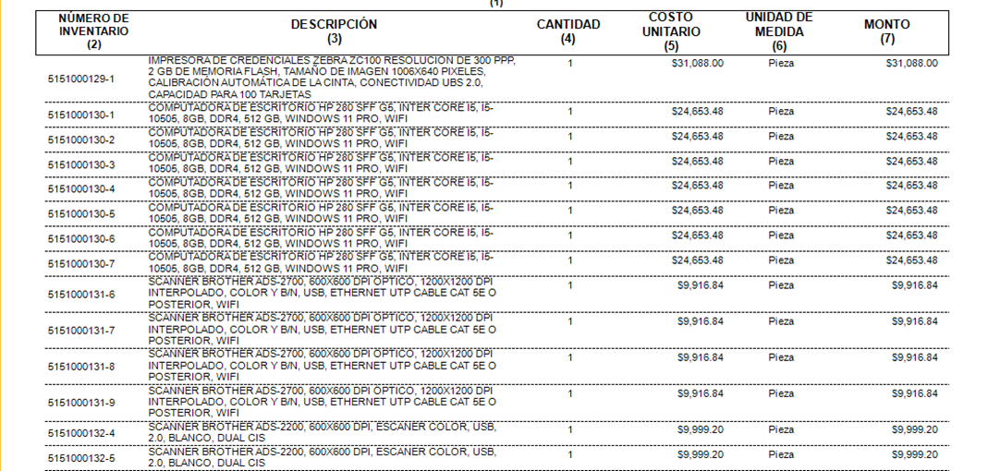 (1)
NÚMERO DE INVENTARIO (2) DESCRIPCIÓN (3) CANTIDAD (4) COSTO UNITARIO (5) UNIDAD DE MEDIDA (6) MONTO (7)
IMPRESORA DE CREDENCIALES ZEBRA ZC100 RESOLUCION DE 300 PPP,
2 GB DE MEMORIA FLASH, TAMAÑO DE IMAGEN 1006X640 PIXELES,
CALIBRACIÓN AUTOMÁTICA DE LA CINTA, CONECTIVIDAD UBS 2.0,
CAPACIDAD PARA 100 TARJETAS
5151000129-1 1 $31,088.00 Pieza $31,088.00
COMPUTADORA DE ESCRITORIO HP 280 SFF G5, INTER CORE I5, I5-
10505, 8GB, DDR4, 512 GB, WINDOWS 11 PRO, WIFI
5151000130-1 1 $24,653.48 Pieza $24,653.48
COMPUTADORA DE ESCRITORIO HP 280 SFF G5, INTER CORE I5, I5-
10505, 8GB, DDR4, 512 GB, WINDOWS 11 PRO, WIFI
5151000130-2 1 $24,653.48 Pieza $24,653.48
COMPUTADORA DE ESCRITORIO HP 280 SFF G5, INTER CORE I5, I5-
10505, 8GB, DDR4, 512 GB, WINDOWS 11 PRO, WIFI
5151000130-3 1 $24,653.48 Pieza $24,653.48
COMPUTADORA DE ESCRITORIO HP 280 SFF G5, INTER CORE I5, I5-
10505, 8GB, DDR4, 512 GB, WINDOWS 11 PRO, WIFI
5151000130-4 1 $24,653.48 Pieza $24,653.48
COMPUTADORA DE ESCRITORIO HP 280 SFF G5, INTER CORE I5, I5-
10505, 8GB, DDR4, 512 GB, WINDOWS 11 PRO, WIFI
5151000130-5 1 $24,653.48 Pieza $24,653.48
COMPUTADORA DE ESCRITORIO HP 280 SFF G5, INTER CORE I5, I5-
10505, 8GB, DDR4, 512 GB, WINDOWS 11 PRO, WIFI
5151000130-6 1 $24,653.48 Pieza $24,653.48
COMPUTADORA DE ESCRITORIO HP 280 SFF G5, INTER CORE I5, I5-
10505, 8GB, DDR4, 512 GB, WINDOWS 11 PRO, WIFI
5151000130-7 1 $24,653.48 Pieza $24,653.48
SCANNER BROTHER ADS-2700, 600X600 DPI OPTICO, 1200X1200 DPI
INTERPOLADO, COLOR Y B/N, USB, ETHERNET UTP CABLE CAT 5E O
POSTERIOR, WIFI
5151000131-6 1 $9,916.84 Pieza $9,916.84
SCANNER BROTHER ADS-2700, 600X600 DPI OPTICO, 1200X1200 DPI
INTERPOLADO, COLOR Y B/N, USB, ETHERNET UTP CABLE CAT 5E O
POSTERIOR, WIFI
5151000131-7 1 $9,916.84 Pieza $9,916.84
SCANNER BROTHER ADS-2700, 600X600 DPI OPTICO, 1200X1200 DPI
INTERPOLADO, COLOR Y B/N, USB, ETHERNET UTP CABLE CAT 5E O
POSTERIOR, WIFI
5151000131-8 1 $9,916.84 Pieza $9,916.84
SCANNER BROTHER ADS-2700, 600X600 DPI OPTICO, 1200X1200 DPI
INTERPOLADO, COLOR Y B/N, USB, ETHERNET UTP CABLE CAT 5E O
POSTERIOR, WIFI
5151000131-9 1 $9,916.84 Pieza $9,916.84
SCANNER BROTHER ADS-2200, 600X600 DPI, ESCANER COLOR, USB,
2.0, BLANCO, DUAL CIS
5151000132-4 1 $9,999.20 Pieza $9,999.20
SCANNER BROTHER ADS-2200, 600X600 DPI, ESCANER COLOR, USB,
2.0, BLANCO, DUAL CIS
5151000132-5 1 $9,999.20 Pieza $9,999.20